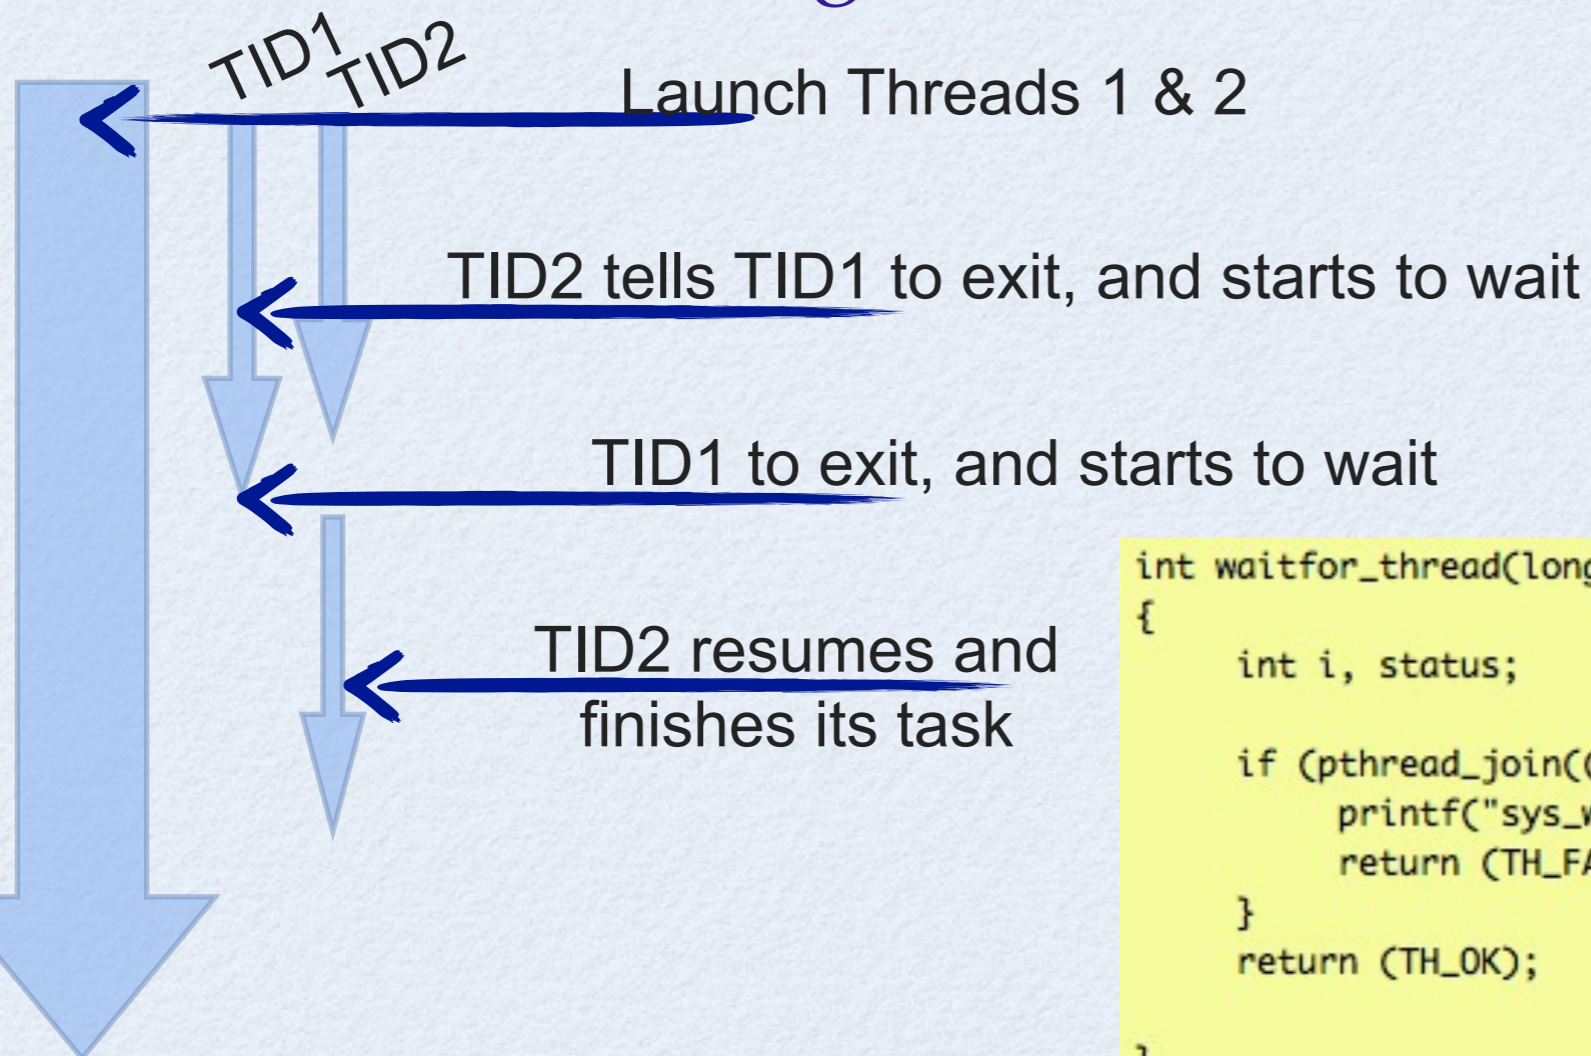 TID1
TID2
Launch Threads 1 & 2
TID2 tells TID1 to exit, and starts to wait
TID1 to exit, and starts to wait
TID2 resumes and
finishes its task
int waitfor_thread(long
{
int i, status;
if (pthread_join((
printf("sys_w
return (TH_FA
}
return (TH_OK);
}